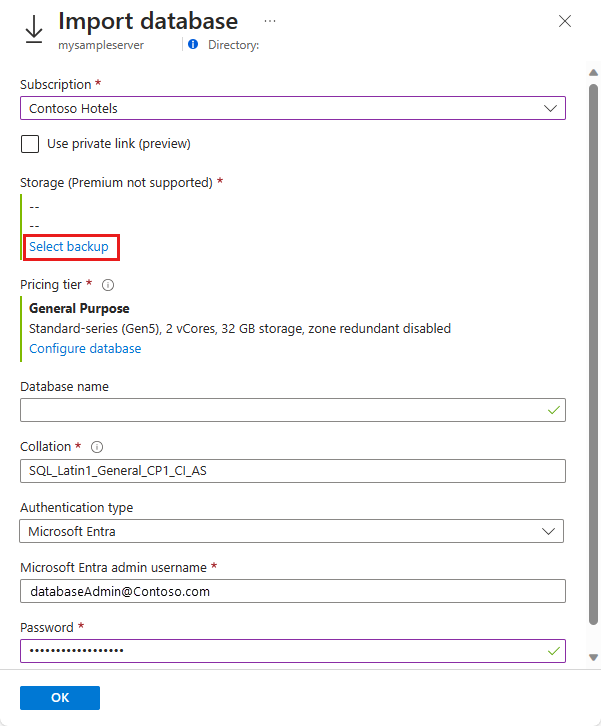 Import database ...
mysampleserver
Directory:
Subscription *
Contoso Hotels
Use private link (preview)
Storage (Premium not supported) *
--
--
Select backup
Pricing tier *
General Purpose
Standard-series (Gen5), 2 vCores, 32 GB storage, zone redundant disabled
Configure database
Database name
Collation *
SQL_Latin1_General_CP1_CI_AS
Authentication type
Microsoft Entra
Microsoft Entra admin username *
databaseAdmin@Contoso.com
Password *
••••••••••••••••••
OK